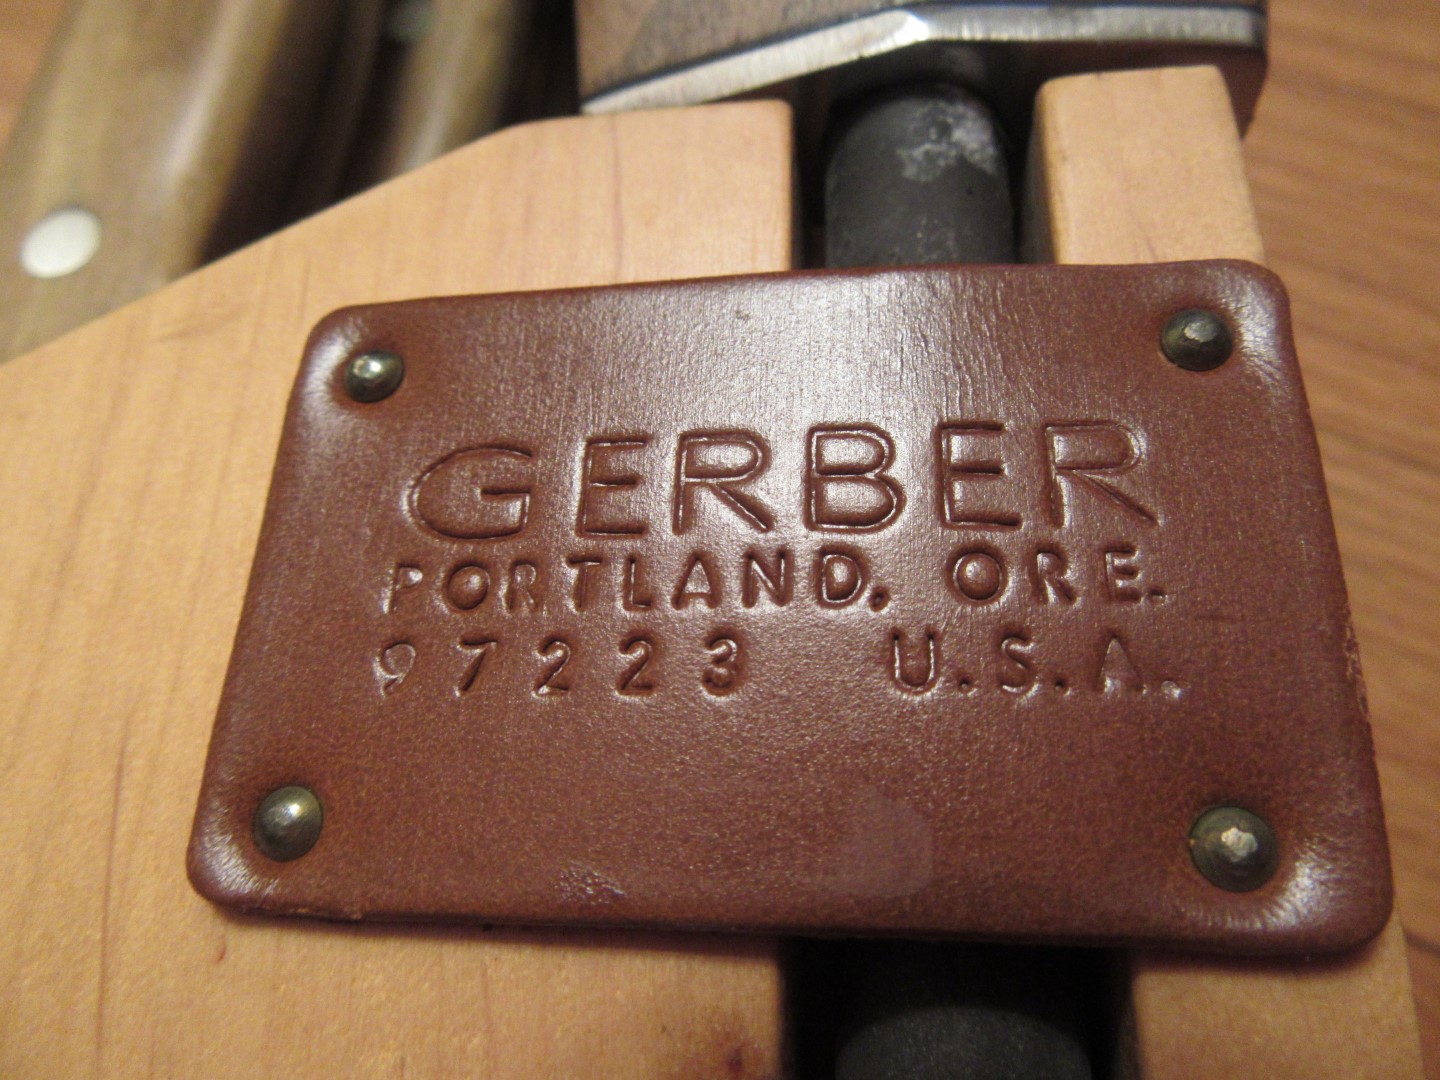 GERBER
PORTLAND, ORE.
97223 U.S.A.